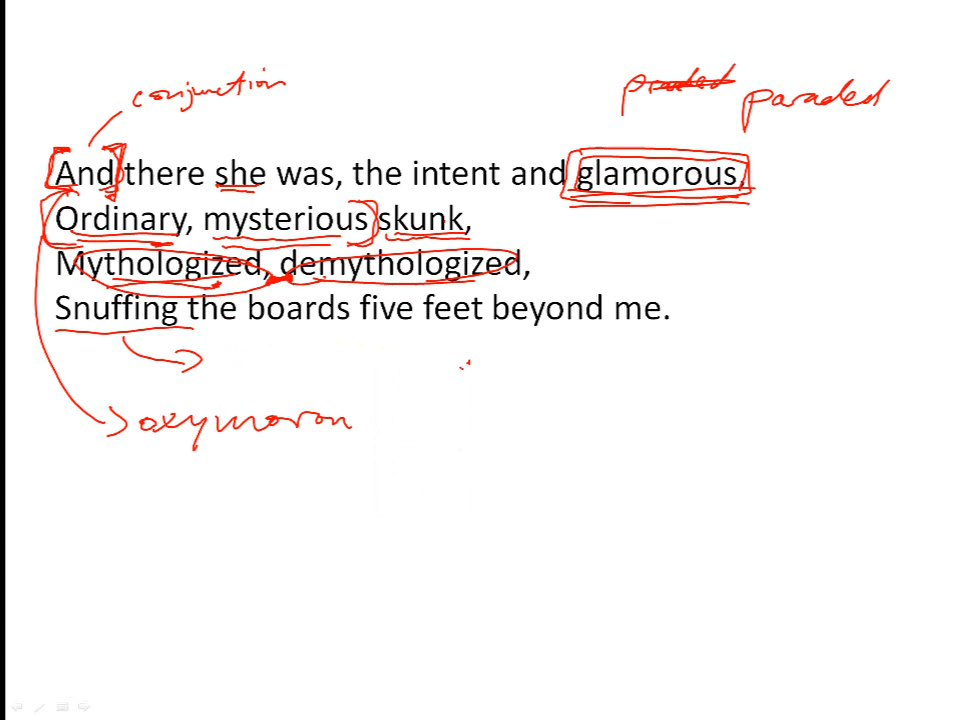 conjunction
paraded
And there she was, the intent and glamorous,
Ordinary, mysterious skunk,
Mythologized, demythologized,
Snuffing the boards five feet beyond me.
oxymoron